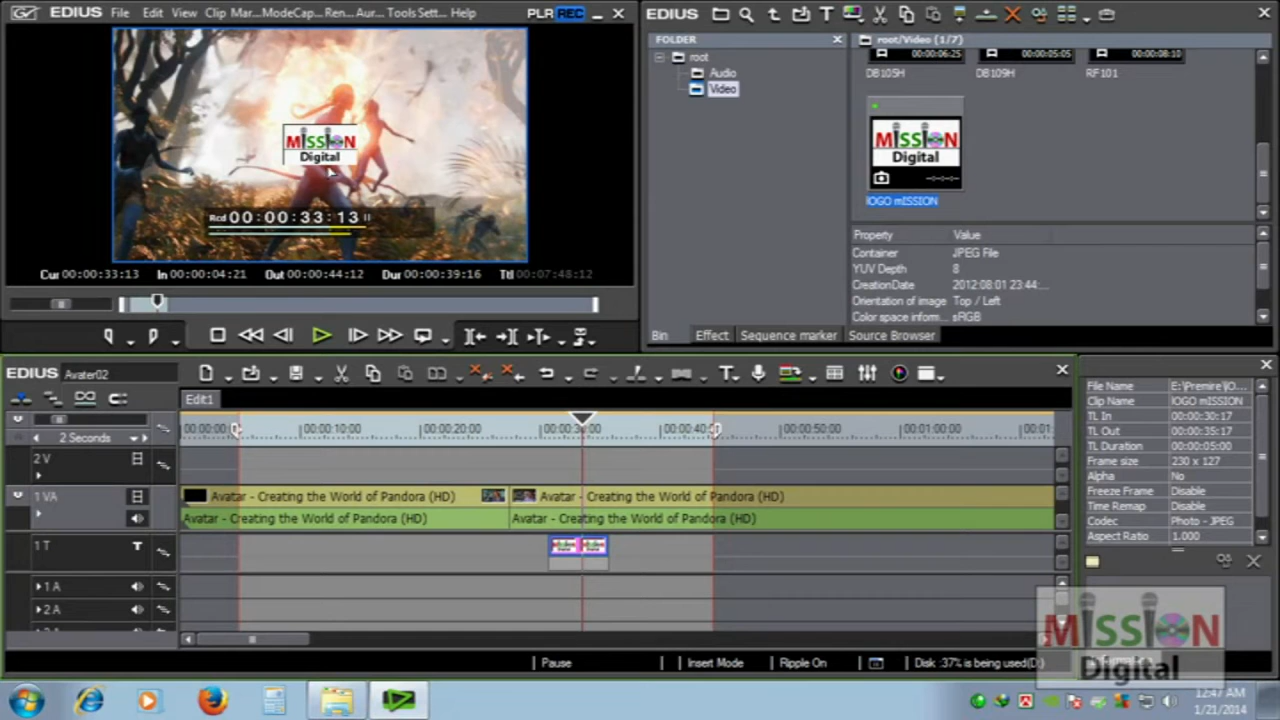 File Edit View Clip Mar... ModeCap... Ren... Aur... Tools Sett... Help
PLR REC
MISSION
Digital
Rcd 00:00:33:13
Cur 00:00:33:13 In 00:00:04:21 Out 00:00:44:12 Dur 00:00:39:16 Ttl 00:07:48:12
EDIUS
FOLDER
root
Audio
Video
root/Video (1/7)
00:00:06:25 00:00:05:05 00:00:08:10
DB105H DB109H RF101
MISSION
Digital
--:--:--:--
lOGO mISSION
Property Value
Container JPEG File
YUV Depth 8
CreationDate 2012:08:01 23:44:...
Orientation of image Top / Left
Color space inform... sRGB
Bin Effect Sequence marker Source Browser
EDIUS Avater02
Edit1
2 Seconds
00:00:00 00:00:10:00 00:00:20:00 00:00:30:00 00:00:40 00:00:50:00 00:01:00:00 00:01:
2 V
1 VA Avatar - Creating the World of Pandora (HD) Avatar - Creating the World of Pandora (HD)
Avatar - Creating the World of Pandora (HD) Avatar - Creating the World of Pandora (HD)
1 T T
1 A
2 A
File Name E:\Premire\lO...
Clip Name lOGO mISSION
TL In 00:00:30:17
TL Out 00:00:35:17
TL Duration 00:00:05:00
Frame size 230 x 127
Alpha No
Freeze Frame Disable
Time Remap Disable
Codec Photo - JPEG
Aspect Ratio 1.000
MISSION
Digital
Pause Insert Mode Ripple On Disk :37% is being used(D:)
12:47 AM
1/21/2014